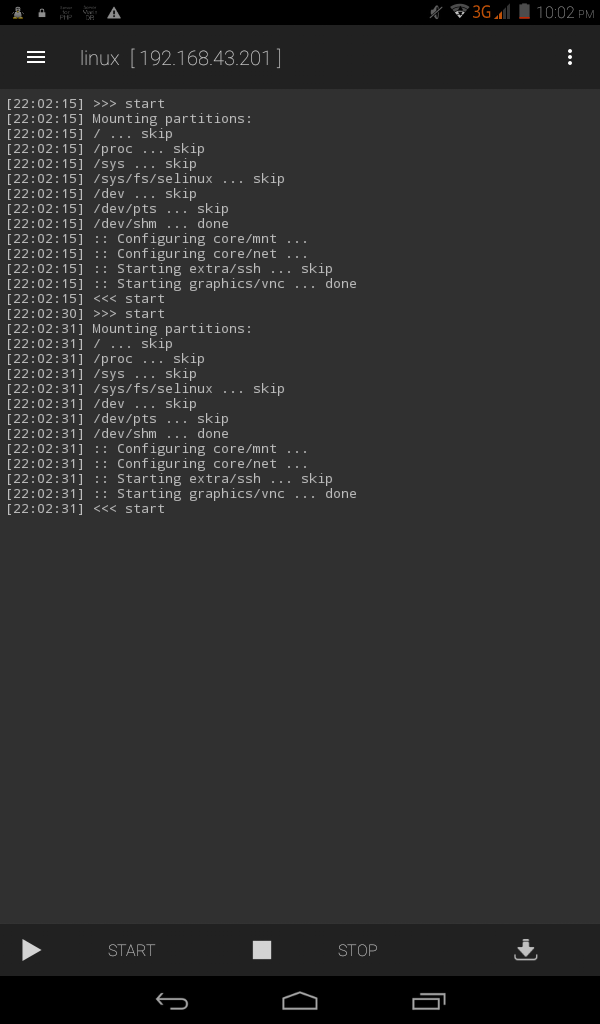 3G 10:02 PM
linux [ 192.168.43.201 ]
[22:02:15] >>> start
[22:02:15] Mounting partitions:
[22:02:15] / ... skip
[22:02:15] /proc ... skip
[22:02:15] /sys ... skip
[22:02:15] /sys/fs/selinux ... skip
[22:02:15] /dev ... skip
[22:02:15] /dev/pts ... skip
[22:02:15] /dev/shm ... done
[22:02:15] :: Configuring core/mnt ...
[22:02:15] :: Configuring core/net ...
[22:02:15] :: Starting extra/ssh ... skip
[22:02:15] :: Starting graphics/vnc ... done
[22:02:15] <<< start
[22:02:30] >>> start
[22:02:31] Mounting partitions:
[22:02:31] / ... skip
[22:02:31] /proc ... skip
[22:02:31] /sys ... skip
[22:02:31] /sys/fs/selinux ... skip
[22:02:31] /dev ... skip
[22:02:31] /dev/pts ... skip
[22:02:31] /dev/shm ... done
[22:02:31] :: Configuring core/mnt ...
[22:02:31] :: Configuring core/net ...
[22:02:31] :: Starting extra/ssh ... skip
[22:02:31] :: Starting graphics/vnc ... done
[22:02:31] <<< start
START STOP